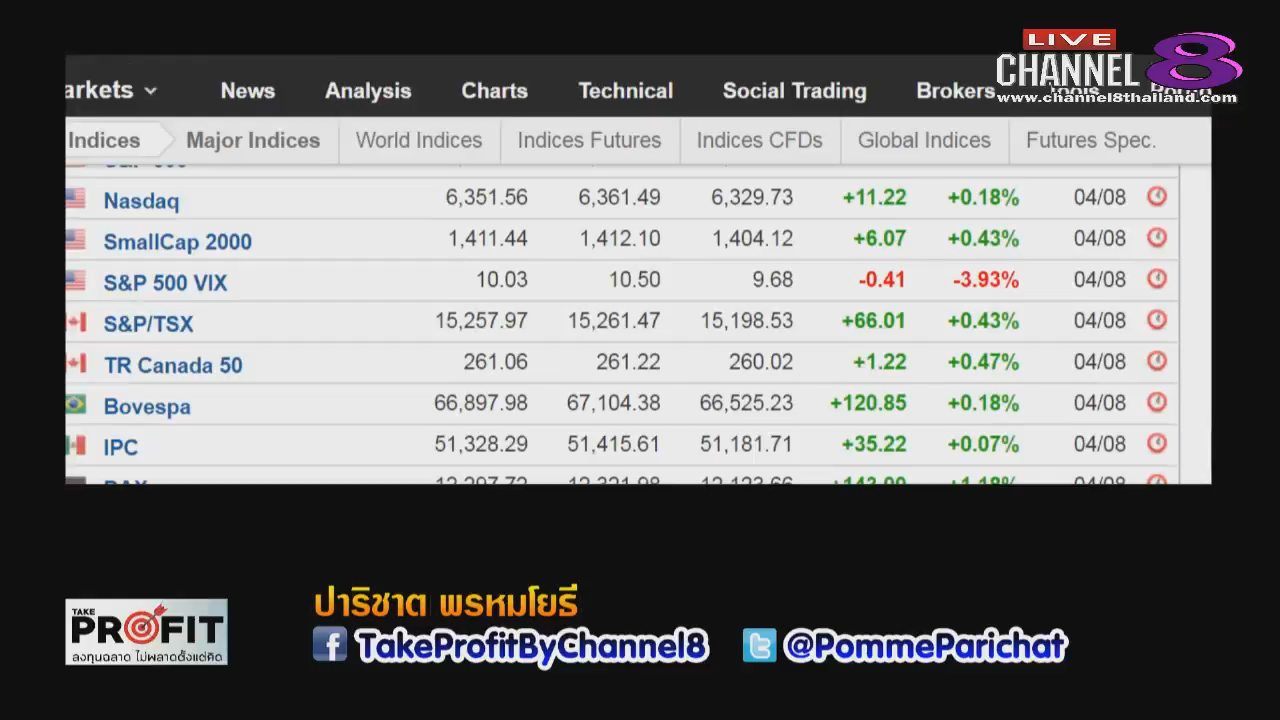 LIVE
CHANNEL 8
www.channel8thailand.com
arkets News Analysis Charts Technical Social Trading Brokers
Indices Major Indices World Indices Indices Futures Indices CFDs Global Indices Futures Spec.
Nasdaq 6,351.56 6,361.49 6,329.73 +11.22 +0.18% 04/08
SmallCap 2000 1,411.44 1,412.10 1,404.12 +6.07 +0.43% 04/08
S&P 500 VIX 10.03 10.50 9.68 -0.41 -3.93% 04/08
S&P/TSX 15,257.97 15,261.47 15,198.53 +66.01 +0.43% 04/08
TR Canada 50 261.06 261.22 260.02 +1.22 +0.47% 04/08
Bovespa 66,897.98 67,104.38 66,525.23 +120.85 +0.18% 04/08
IPC 51,328.29 51,415.61 51,181.71 +35.22 +0.07% 04/08
TAKE
PROFIT
ลงทุนฉลาด ไม่พลาดตั้งแต่คิด
ปาริชาต พรหมโยธี
TakeProfitByChannel8 @PommeParichat